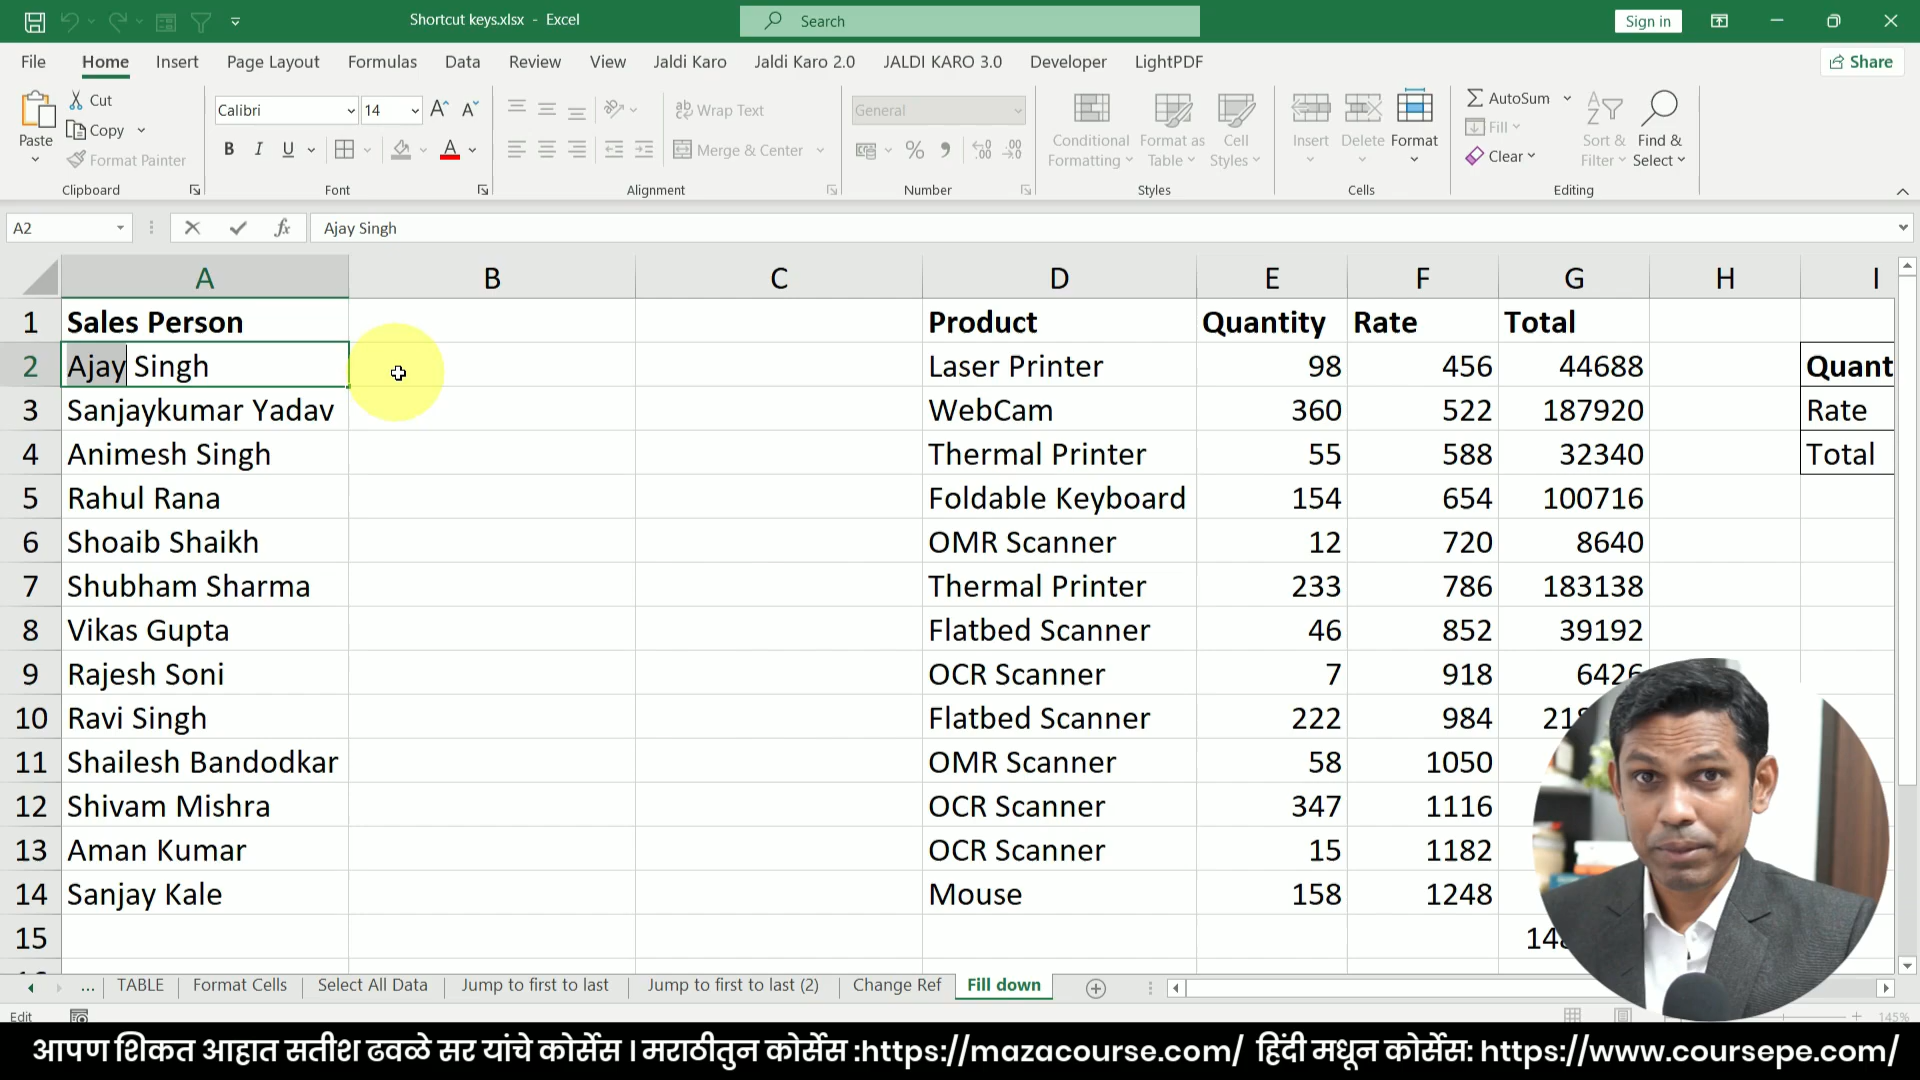 Shortcut keys.xlsx - Excel
Search
Sign in
File Home Insert Page Layout Formulas Data Review View Jaldi Karo Jaldi Karo 2.0 JALDI KARO 3.0 Developer LightPDF Share
Paste
Cut
Copy
Format Painter
Clipboard
Calibri 14
B I U
Font
Wrap Text
Merge & Center
Alignment
General
Number
Conditional Formatting
Format as Table
Cell Styles
Styles
Insert Delete Format
Cells
AutoSum
Fill
Clear
Sort & Filter
Find & Select
Editing
A2 fx Ajay Singh
A B C D E F G H I
1 Sales Person Product Quantity Rate Total
2 Ajay Singh Laser Printer 98 456 44688 Quant
3 Sanjaykumar Yadav WebCam 360 522 187920 Rate
4 Animesh Singh Thermal Printer 55 588 32340 Total
5 Rahul Rana Foldable Keyboard 154 654 100716
6 Shoaib Shaikh OMR Scanner 12 720 8640
7 Shubham Sharma Thermal Printer 233 786 183138
8 Vikas Gupta Flatbed Scanner 46 852 39192
9 Rajesh Soni OCR Scanner 7 918 6426
10 Ravi Singh Flatbed Scanner 222 984
11 Shailesh Bandodkar OMR Scanner 58 1050
12 Shivam Mishra OCR Scanner 347 1116
13 Aman Kumar OCR Scanner 15 1182
14 Sanjay Kale Mouse 158 1248
15
... TABLE Format Cells Select All Data Jump to first to last Jump to first to last (2) Change Ref Fill down
Edit 145%
आपण शिकत आहात सतीश ढवळे सर यांचे कोर्सेस । मराठीतुन कोर्सेस :https://mazacourse.com/ हिंदी मधून कोर्सेस: https://www.coursepe.com/